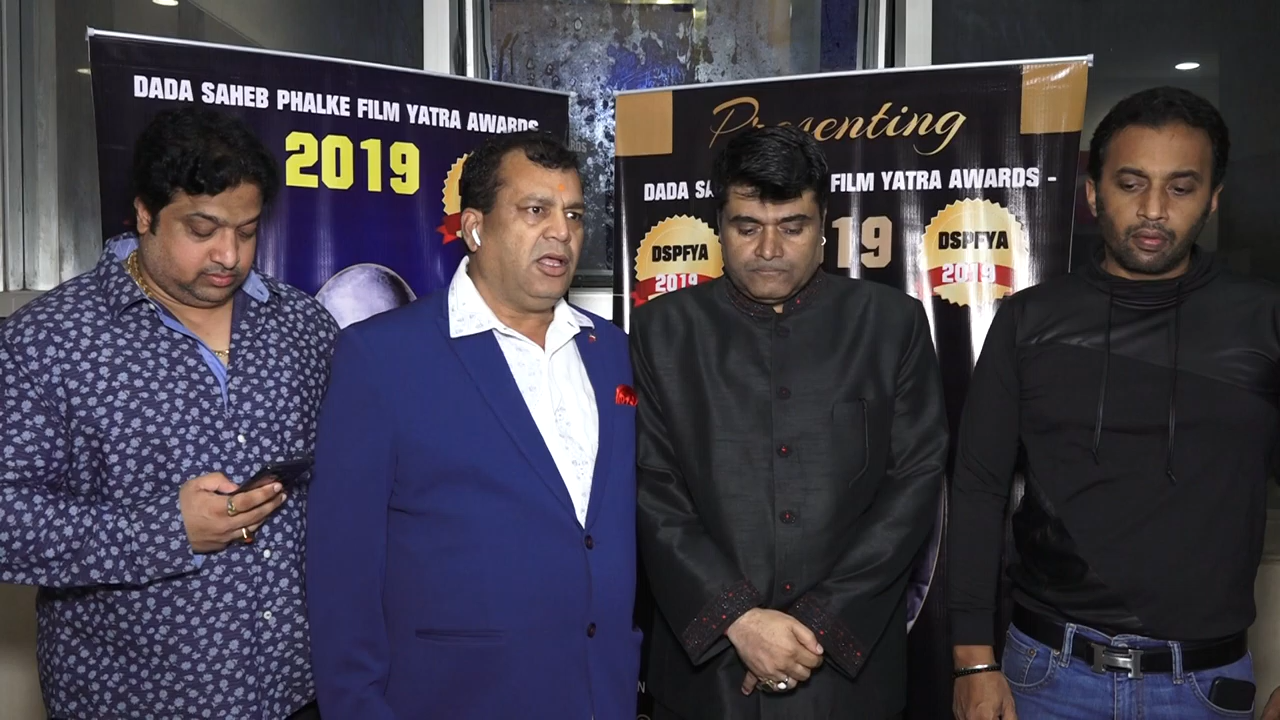 DADA SAHEB PHALKE FILM YATRA AWARDS
2019
Presenting
DADA SA FILM YATRA AWARDS -
19
DSPFYA
2019
DSPFYA
2019